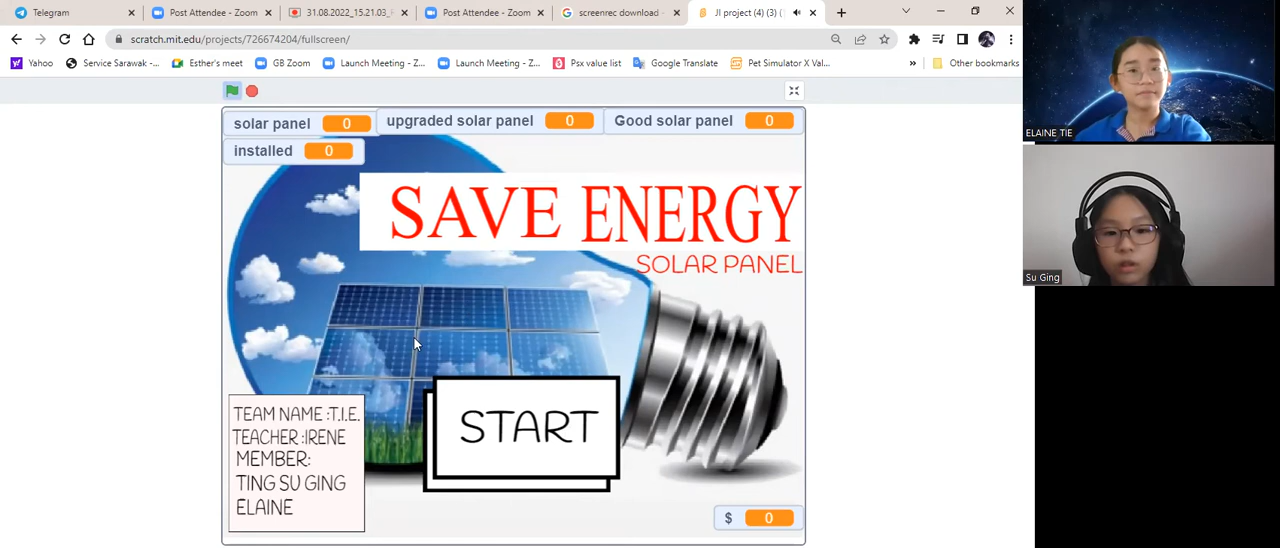 Telegram
Post Attendee - Zoom
31.08.2022_15.21.03_
Post Attendee - Zoom
screenrec download -
JI project (4) (3) (
scratch.mit.edu/projects/726674204/fullscreen/
Yahoo
Service Sarawak -...
Esther's meet
GB Zoom
Launch Meeting - Z...
Launch Meeting - Z...
Psx value list
Google Translate
Pet Simulator X Val...
Other bookmarks
solar panel 0
upgraded solar panel 0
Good solar panel 0
installed 0
SAVE ENERGY
SOLAR PANEL
START
TEAM NAME :T.I.E.
TEACHER :IRENE
MEMBER:
TING SU GING
ELAINE
$ 0
ELAINE TIE
Su Ging